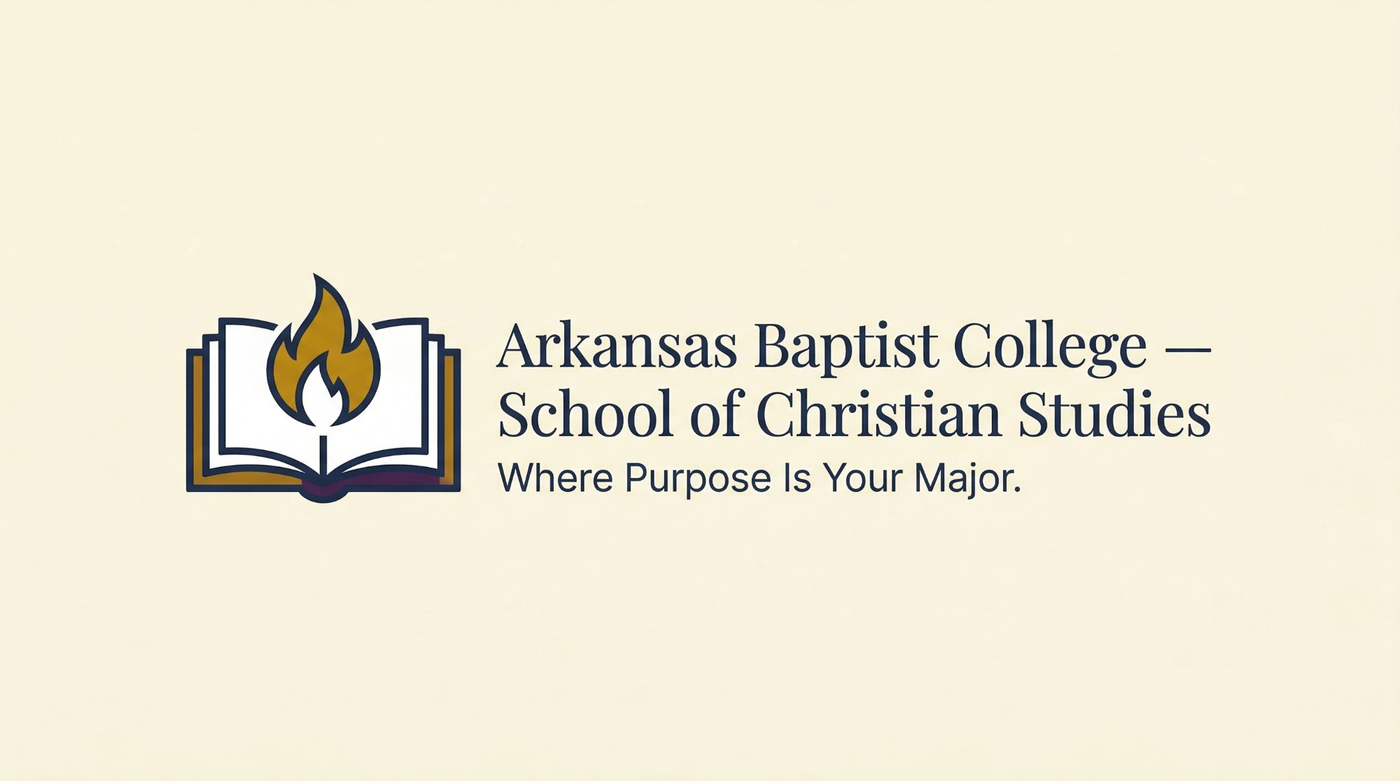 Arkansas Baptist College —
School of Christian Studies
Where Purpose Is Your Major.